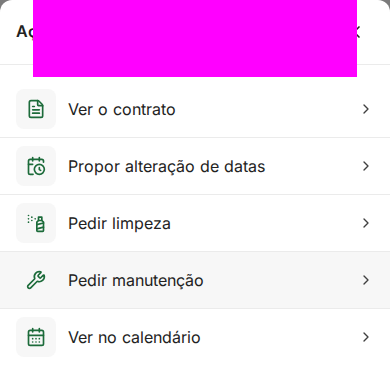 Ver o contrato
Propor alteração de datas
Pedir limpeza
Pedir manutenção
Ver no calendário